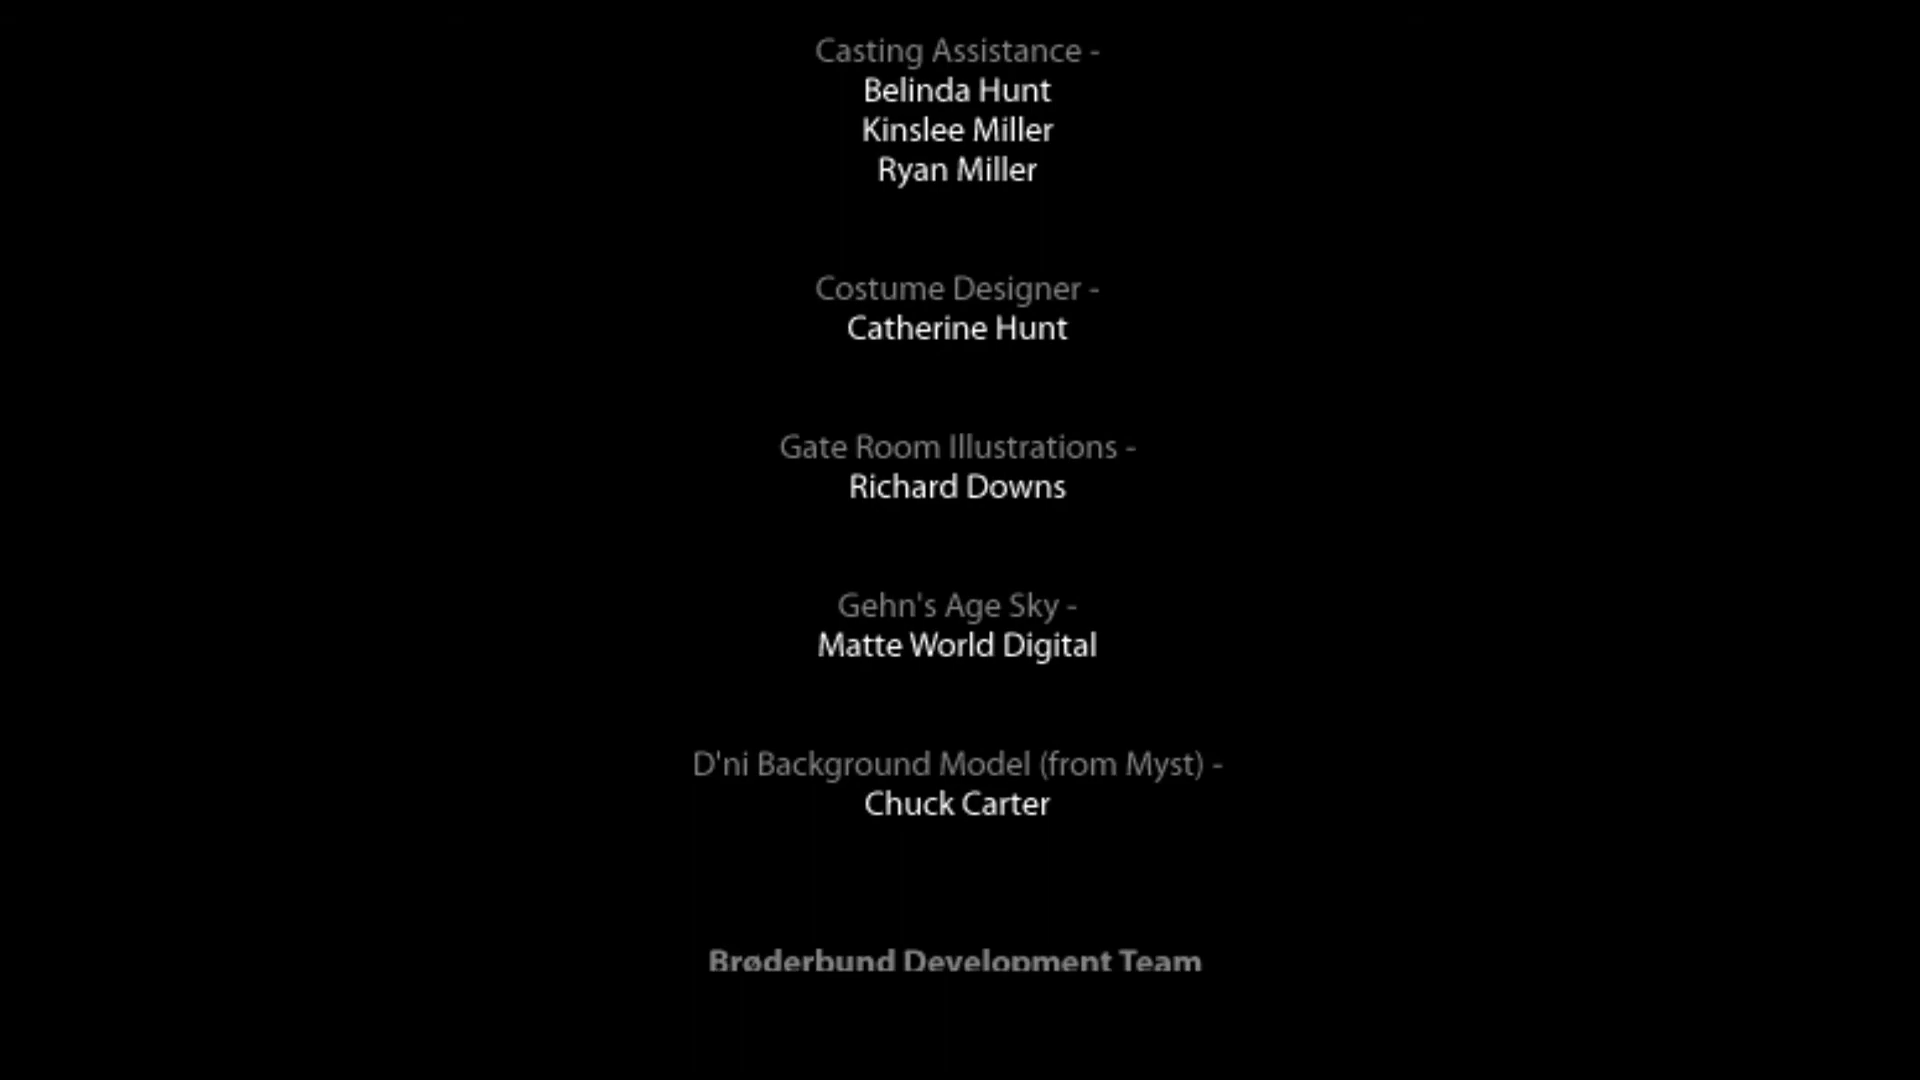 Casting Assistance -
Belinda Hunt
Kinslee Miller
Ryan Miller
Costume Designer -
Catherine Hunt
Gate Room Illustrations -
Richard Downs
Gehn's Age Sky -
Matte World Digital
D'ni Background Model (from Myst) -
Chuck Carter
Brøderbund Development Team